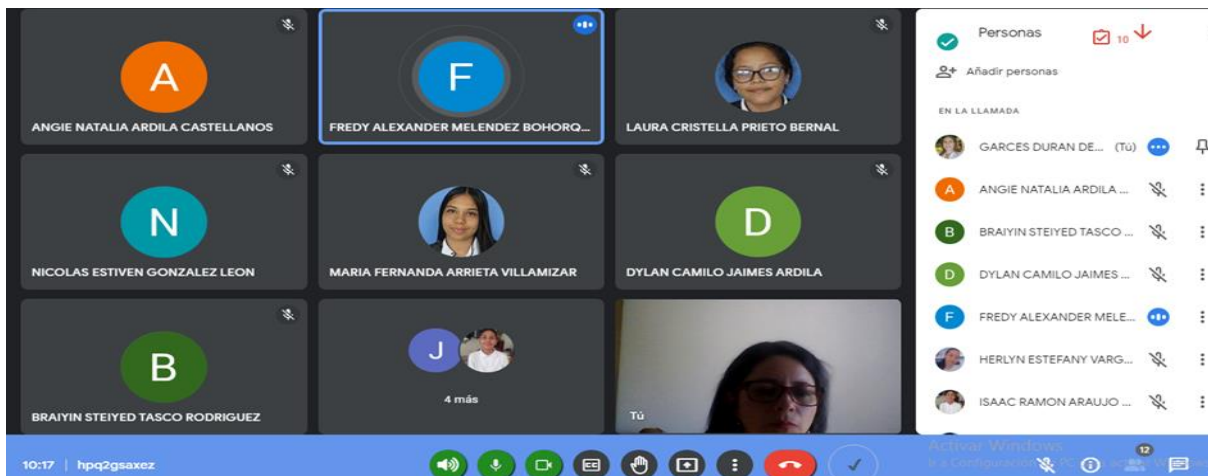 A
ANGIE NATALIA ARDILA CASTELLANOS
F
FREDY ALEXANDER MELENDEZ BOHORQ...
LAURA CRISTELLA PRIETO BERNAL
N
NICOLAS ESTIVEN GONZALEZ LEON
MARIA FERNANDA ARRIETA VILLAMIZAR
D
DYLAN CAMILO JAIMES ARDILA
B
BRAIYIN STEIYED TASCO RODRIGUEZ
J
4 más
Tú
Personas 10
Añadir personas
EN LA LLAMADA
GARCES DURAN DE... (Tú)
A ANGIE NATALIA ARDILA ...
B BRAIYIN STEIYED TASCO ...
D DYLAN CAMILO JAIMES ...
F FREDY ALEXANDER MELE...
HERLYN ESTEFANY VARG...
ISAAC RAMON ARAUJO ...
Activar Windows
Ir a Configuración
10:17 | hpq2gsaxez
CC
12